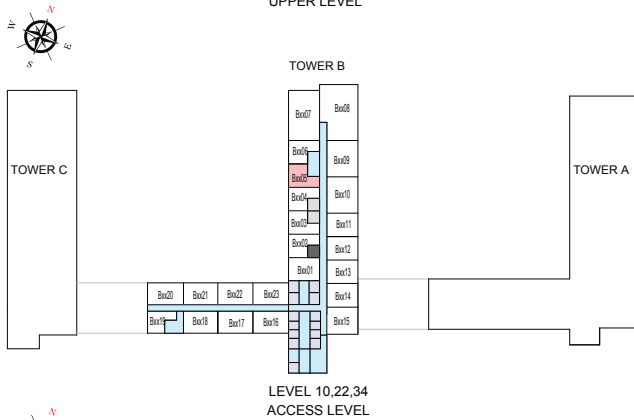 UPPER LEVEL
N
W
E
S
TOWER B
Bxx08
Bxx07
Bxx06
Bxx09
TOWER C
TOWER A
Bxx05
Bxx04
Bxx10
Bxx03
Bxx11
Bxx02
Bxx12
Bxx01
Bxx13
Bxx20
Bxx21
Bxx22
Bxx23
Bxx14
Bxx19
Bxx18
Bxx17
Bxx16
Bxx15
LEVEL 10,22,34
ACCESS LEVEL
N